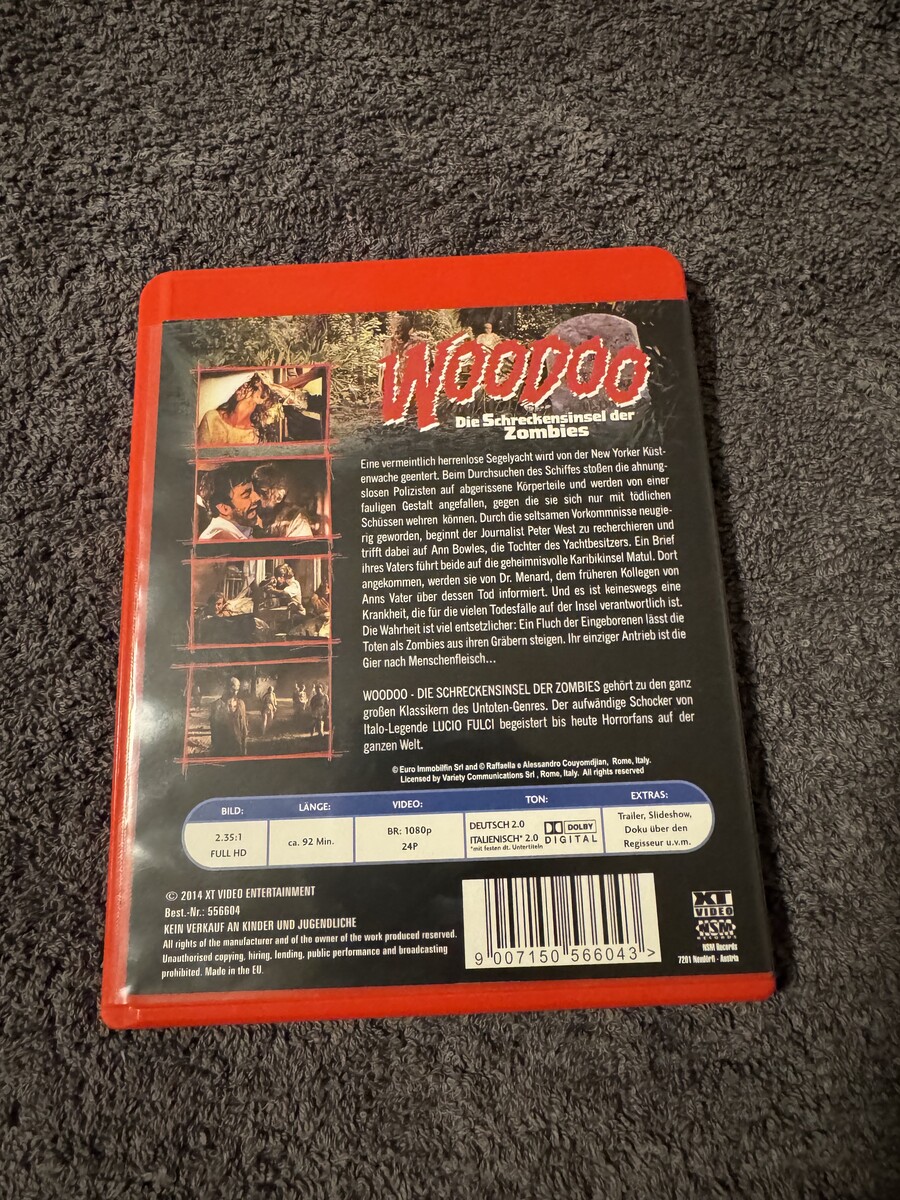 WOODOO
Die Schreckensinsel der
Zombies
Eine vermeintlich herrenlose Segelyacht wird von der New Yorker Küst-
enwache geentert. Beim Durchsuchen des Schiffes stoßen die ahnung-
slosen Polizisten auf abgerissene Körperteile und werden von einer
fauligen Gestalt angefallen, gegen die sie sich nur mit tödlichen
Schüssen wehren können. Durch die seltsamen Vorkommnisse neugie-
rig geworden, beginnt der Journalist Peter West zu recherchieren und
trifft dabei auf Ann Bowles, die Tochter des Yachtbesitzers. Ein Brief
ihres Vaters führt beide auf die geheimnisvolle Karibikinsel Matul. Dort
angekommen, werden sie von Dr. Menard, dem früheren Kollegen von
Anns Vater über dessen Tod informiert. Und es ist keineswegs eine
Krankheit, die für die vielen Todesfälle auf der Insel verantwortlich ist.
Die Wahrheit ist viel entsetzlicher: Ein Fluch der Eingeborenen lässt die
Toten als Zombies aus ihren Gräbern steigen. Ihr einziger Antrieb ist die
Gier nach Menschenfleisch...
WOODOO - DIE SCHRECKENSINSEL DER ZOMBIES gehört zu den ganz
großen Klassikern des Untoten-Genres. Der aufwändige Schocker von
Italo-Legende LUCIO FULCI begeistert bis heute Horrorfans auf der
ganzen Welt.
© Euro Immobilfin Srl and © Raffaella e Alessandro Couyomdjian, Rome, Italy.
Licensed by Variety Communications Srl , Rome, Italy. All rights reserved
BILD: LÄNGE: VIDEO: TON: EXTRAS:
2.35:1
FULL HD
ca. 92 Min.
BR: 1080p
24P
DEUTSCH 2.0
ITALIENISCH* 2.0
*mit festen dt. Untertiteln
DOLBY
DIGITAL
Trailer, Slideshow,
Doku über den
Regisseur u.v.m.
© 2014 XT VIDEO ENTERTAINMENT
Best.-Nr.: 556604
KEIN VERKAUF AN KINDER UND JUGENDLICHE
All rights of the manufacturer and of the owner of the work produced reserved.
Unauthorised copying, hiring, lending, public performance and broadcasting
prohibited. Made in the EU.
9 007150 566043 >
XT
VIDEO
NSM
RECORDS
NSM Records
7201 Neudörfl - Austria